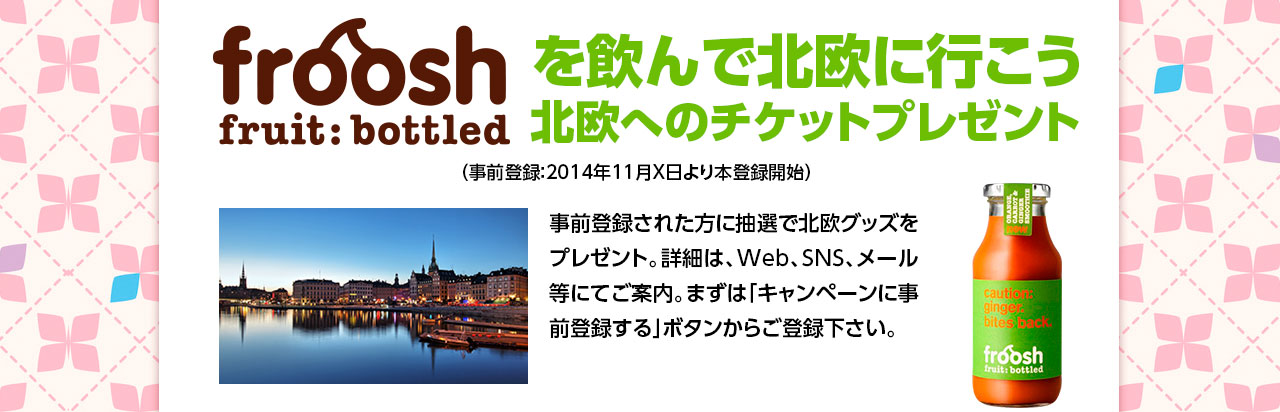 froosh
fruit: bottled
を飲んで北欧に行こう
北欧へのチケットプレゼント
(事前登録:2014年11月X日より本登録開始)
事前登録された方に抽選で北欧グッズを
プレゼント。詳細は、Web、SNS、メール
等にてご案内。まずは「キャンペーンに事
前登録する」ボタンからご登録下さい。
ORANGE,
CARROT &
GINGER
SMOOTHIE
caution:
ginger.
bites back.
froosh
fruit: bottled